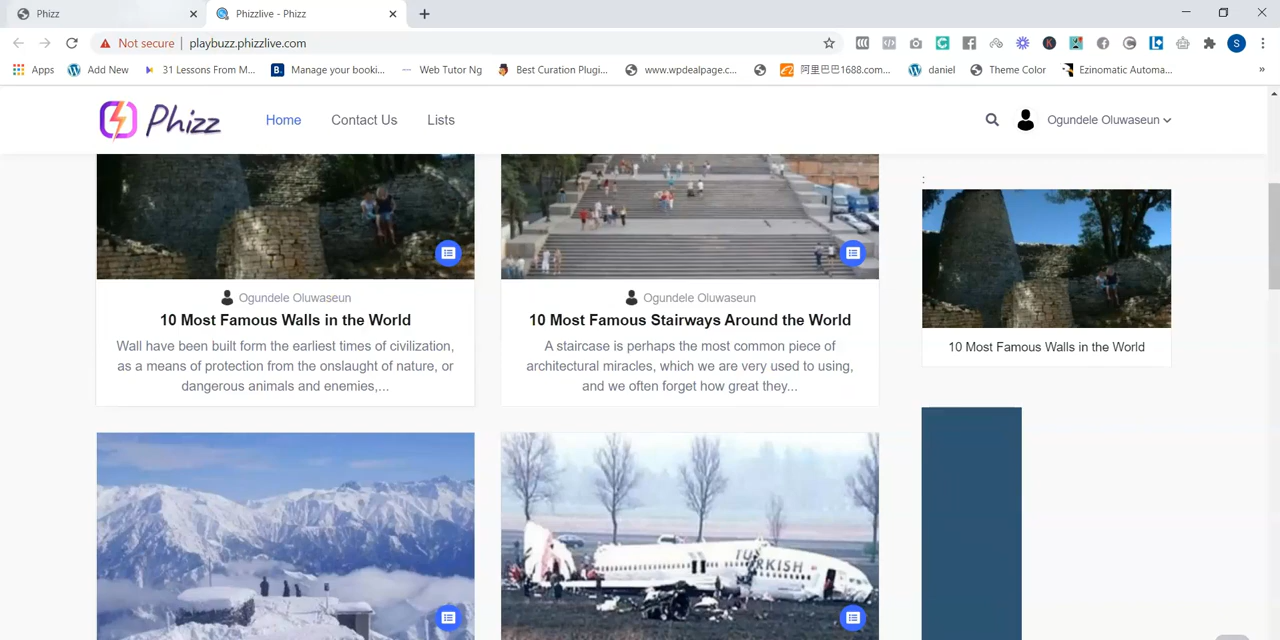 Phizz
Phizzlive - Phizz
Not secure
playbuzz.phizzlive.com
S
Apps
Add New
31 Lessons From M...
B.
Manage your booki...
Web Tutor Ng
Best Curation Plugi...
www.wpdealpage.c...
阿里巴巴1688.com...
daniel
Theme Color
Ezinomatic Automa...
»
Phizz
Home
Contact Us
Lists
Ogundele Oluwaseun
Ogundele Oluwaseun
10 Most Famous Walls in the World
Wall have been built form the earliest times of civilization,
as a means of protection from the onslaught of nature, or
dangerous animals and enemies,...
Ogundele Oluwaseun
10 Most Famous Stairways Around the World
A staircase is perhaps the most common piece of
architectural miracles, which we are very used to using,
and we often forget how great they...
:
10 Most Famous Walls in the World
TURKISH